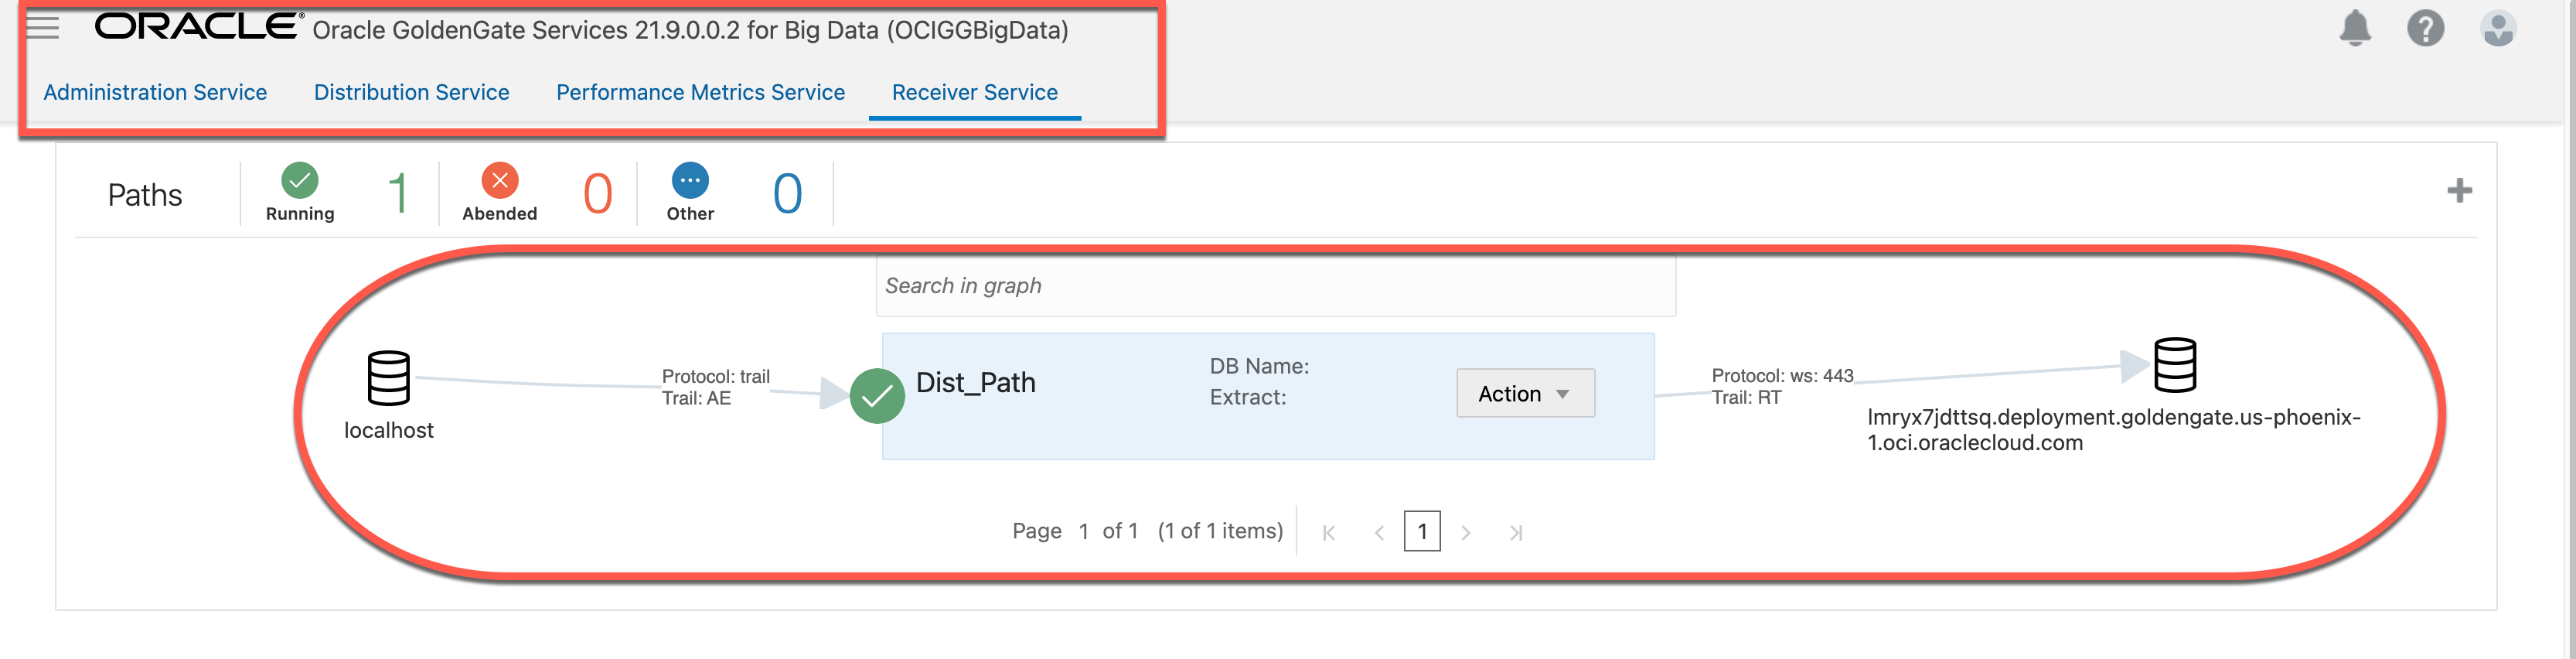 ORACLE® Oracle GoldenGate Services 21.9.0.0.2 for Big Data (OCIGGBigData)
Administration Service Distribution Service Performance Metrics Service Receiver Service
Paths Running 1 Abended 0 Other 0
Search in graph
localhost
Protocol: trail
Trail: AE
Dist_Path
DB Name:
Extract:
Action
Protocol: ws: 443
Trail: RT
lmryx7jdttsq.deployment.goldengate.us-phoenix-
1.oci.oraclecloud.com
Page 1 of 1 (1 of 1 items) 1